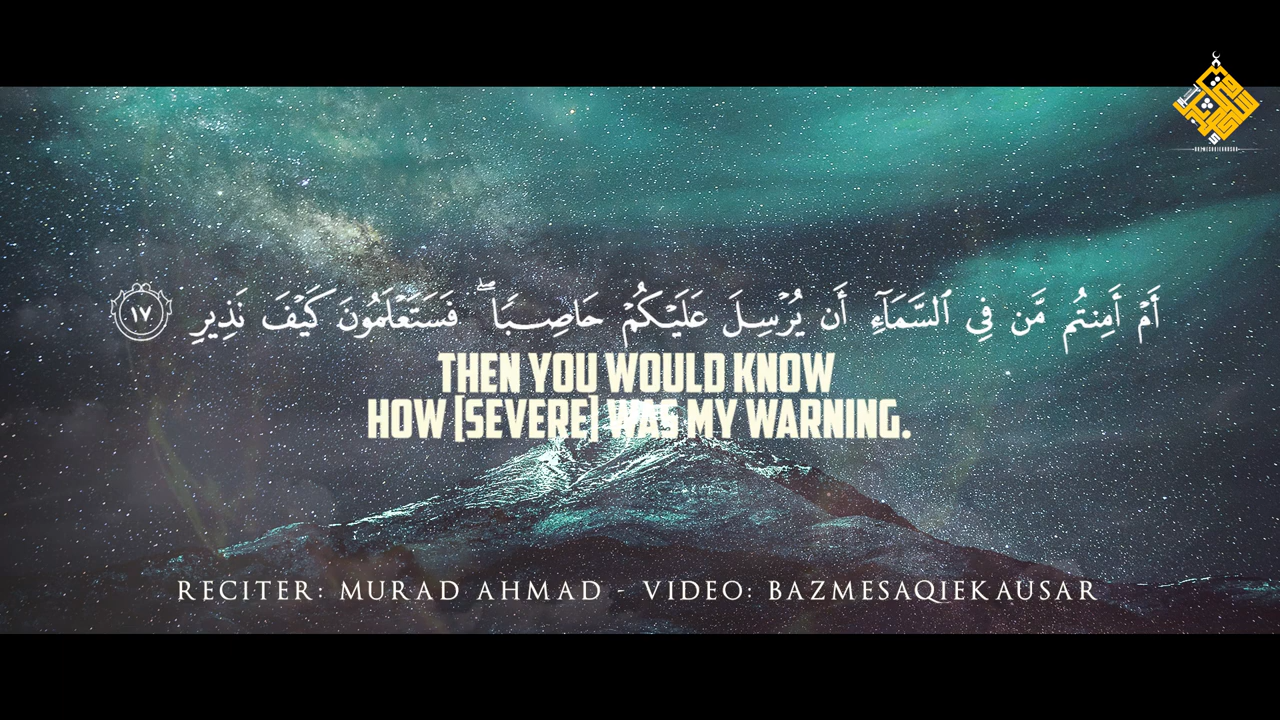 أَمْ أَمِنتُم مَّن فِي ٱلسَّمَآءِ أَن يُرْسِلَ عَلَيْكُمْ حَاصِبًا ۖ فَسَتَعْلَمُونَ كَيْفَ نَذِيرِ ١٧
THEN YOU WOULD KNOW
HOW [SEVERE] WAS MY WARNING.
RECITER: MURAD AHMAD - VIDEO: BAZMESAQIEKAUSAR